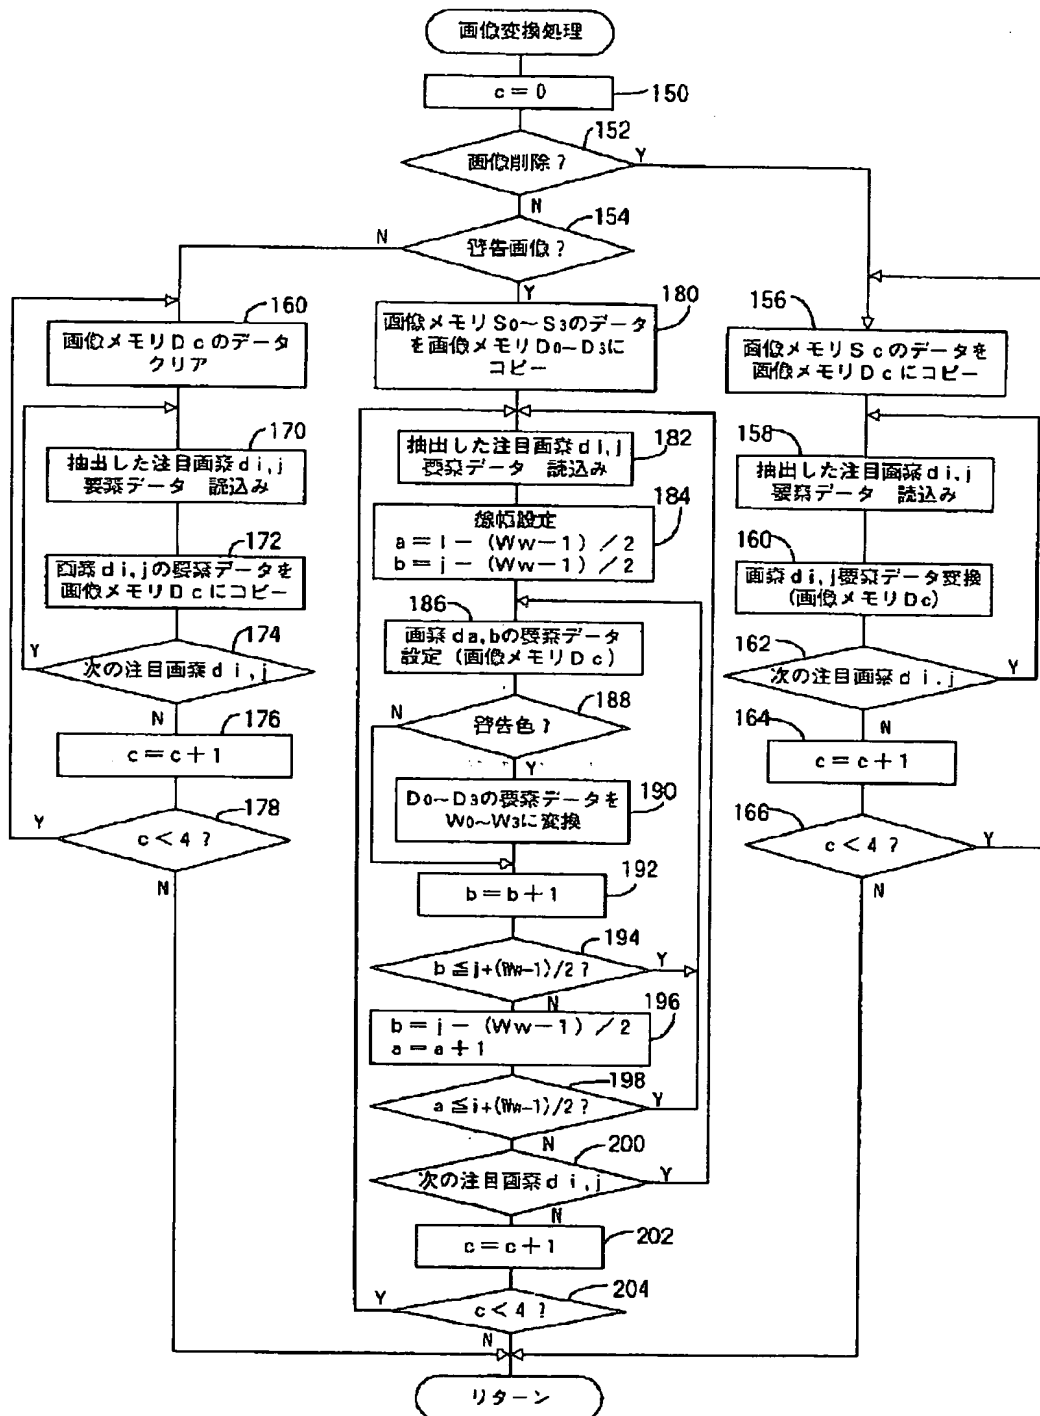 画像変換処理
c=0
150
152
画像削除?
Y
N
154
N
警告画像?
Y
160
画像メモリDcのデータ
クリア
180
画像メモリS0~S3のデータ
を画像メモリD0~D3に
コピー
156
画像メモリScのデータを
画像メモリDcにコピー
170
抽出した注目画素di,j
要素データ 読込み
182
抽出した注目画素di,j
要素データ 読込み
158
抽出した注目画素di,j
要素データ 読込み
184
線幅設定
a=i-(Ww-1)/2
b=j-(Ww-1)/2
172
画素di,jの要素データを
画像メモリDcにコピー
160
画素di,j要素データ変換
(画像メモリDc)
186
画素da,bの要素データ
設定(画像メモリDc)
174
Y
次の注目画素di,j
N
162
次の注目画素di.j
Y
N
188
N
警告色?
Y
176
c=c+1
164
c=c+1
190
D0~D3の要素データを
W0~W3に変換
178
Y
c<4?
N
166
c<4?
Y
N
192
b=b+1
194
b≦j+(Ww-1)/2?
Y
N
196
b=j-(Ww-1)/2
a=a+1
198
a≦i+(Ww-1)/2?
Y
N
200
次の注目画素di,j
Y
N
c=c+1
202
204
Y
c<4?
N
リターン